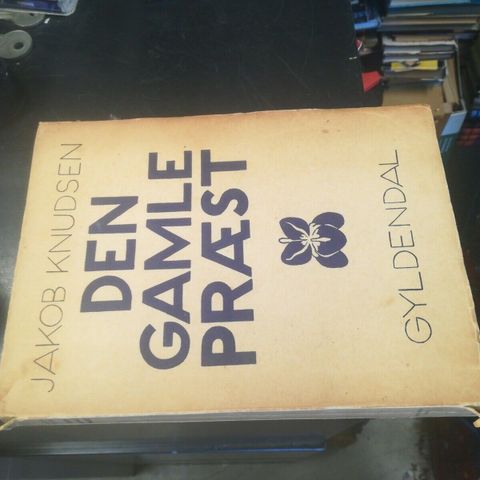 JAKOB KNUDSEN
DEN
GAMLE
PRÆST
GYLDENDAL